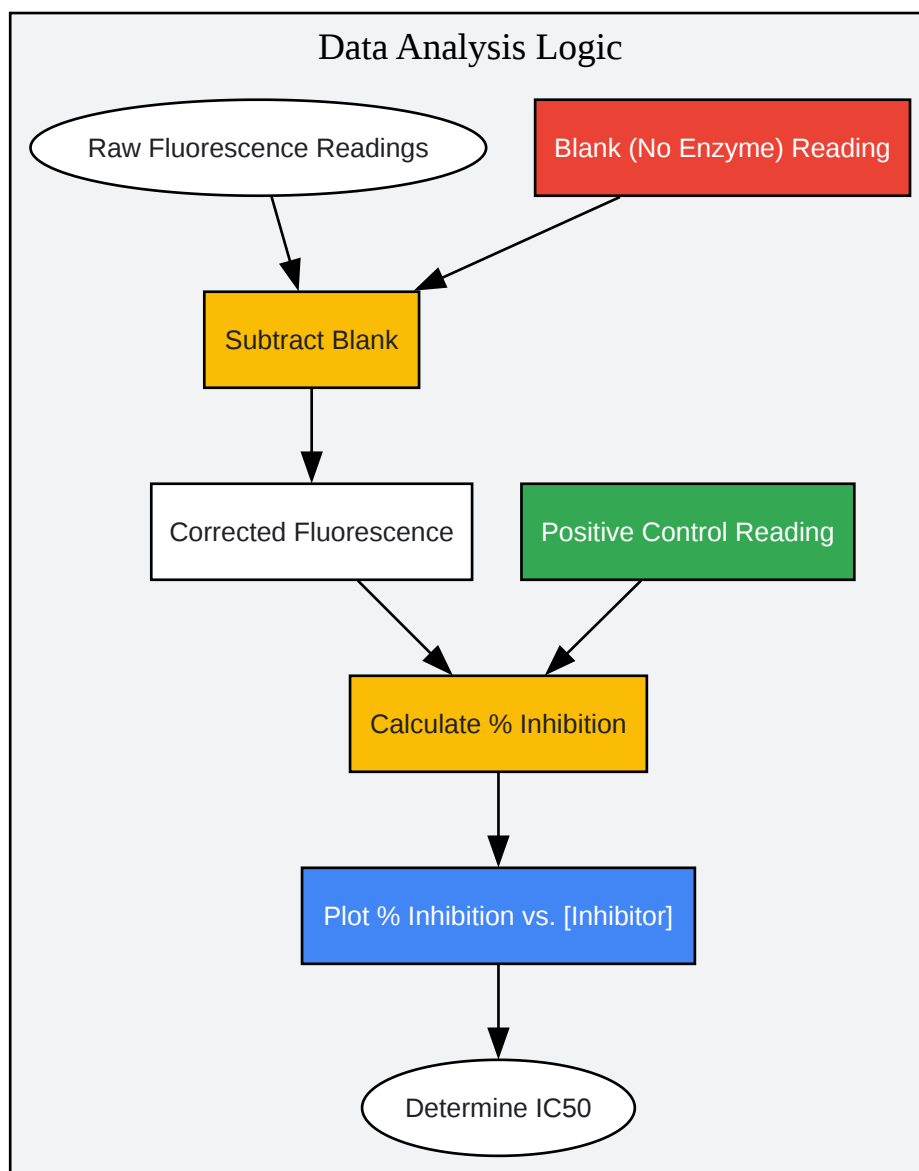 Data Analysis Logic
Raw Fluorescence Readings
Blank (No Enzyme) Reading
Subtract Blank
Corrected Fluorescence
Positive Control Reading
Calculate % Inhibition
Plot % Inhibition vs. [Inhibitor]
Determine IC50